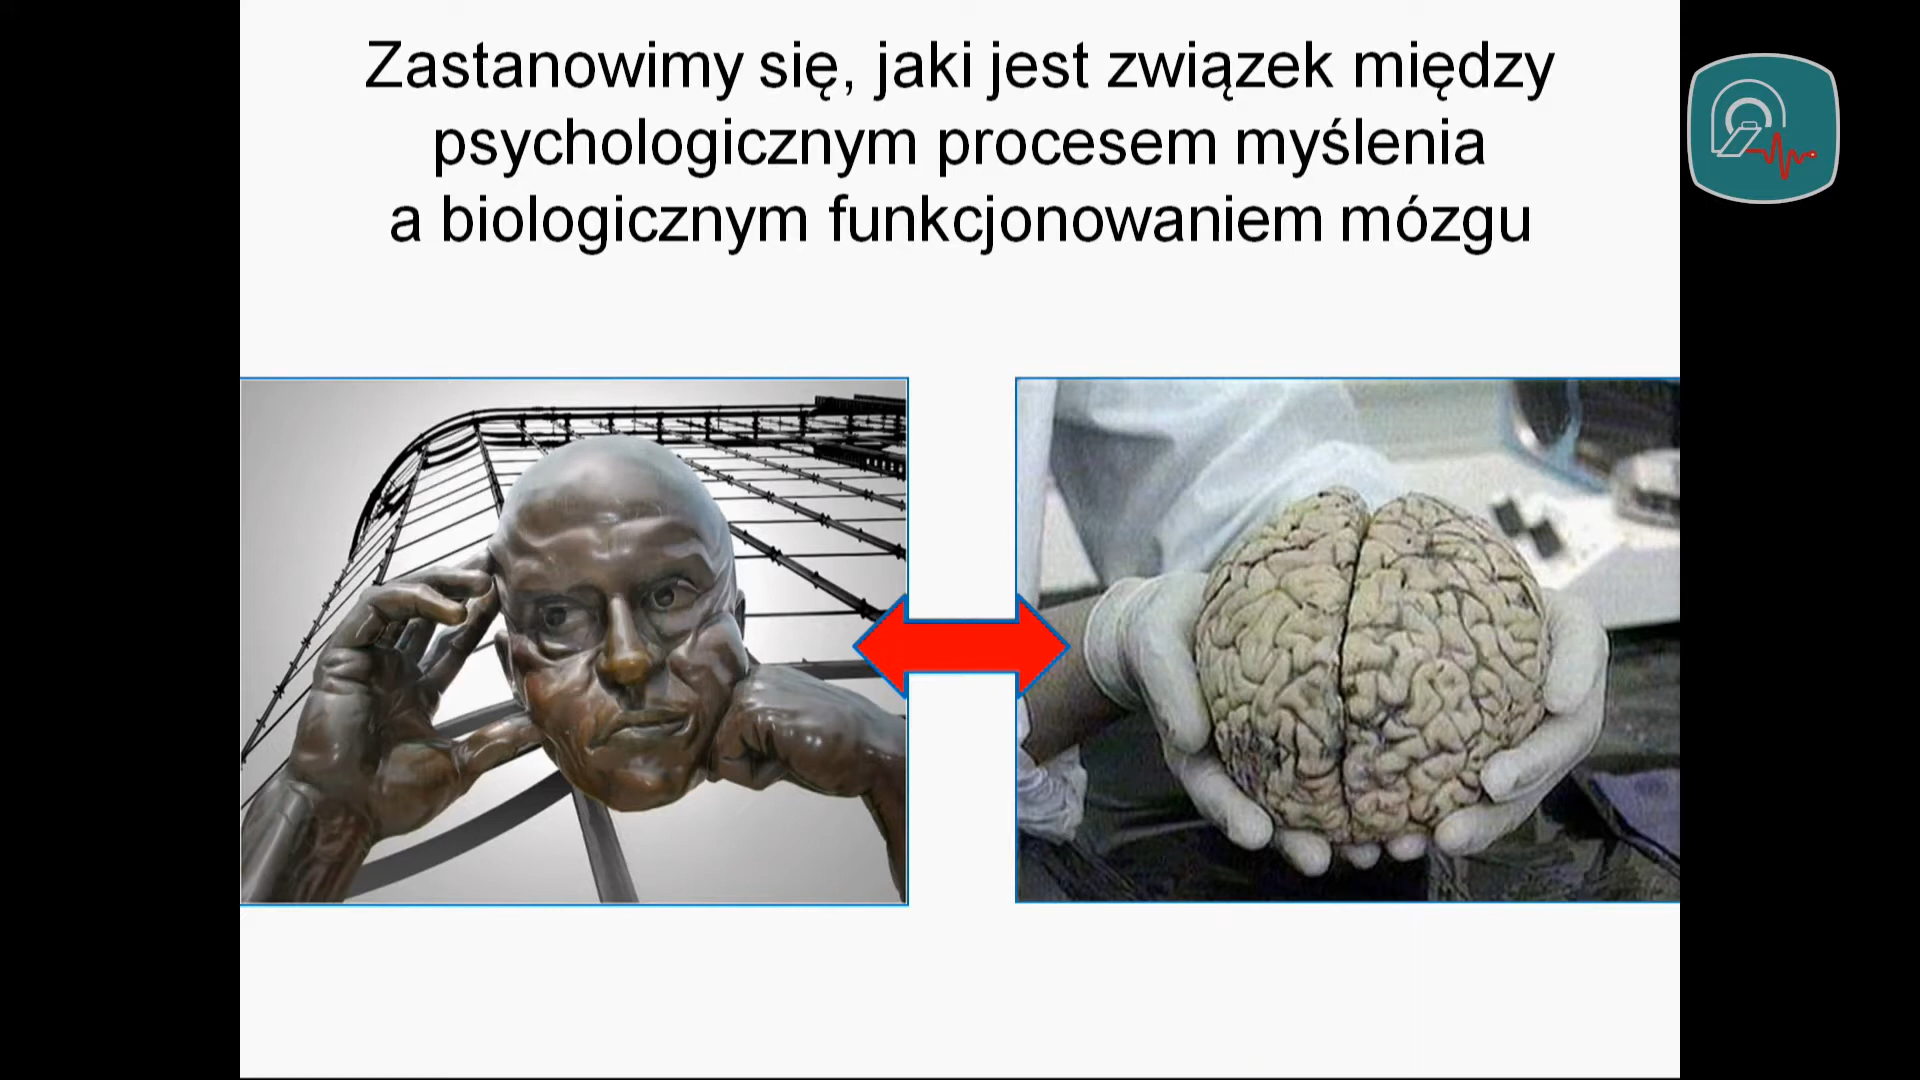 Zastanowimy się, jaki jest związek między
psychologicznym procesem myślenia
a biologicznym funkcjonowaniem mózgu